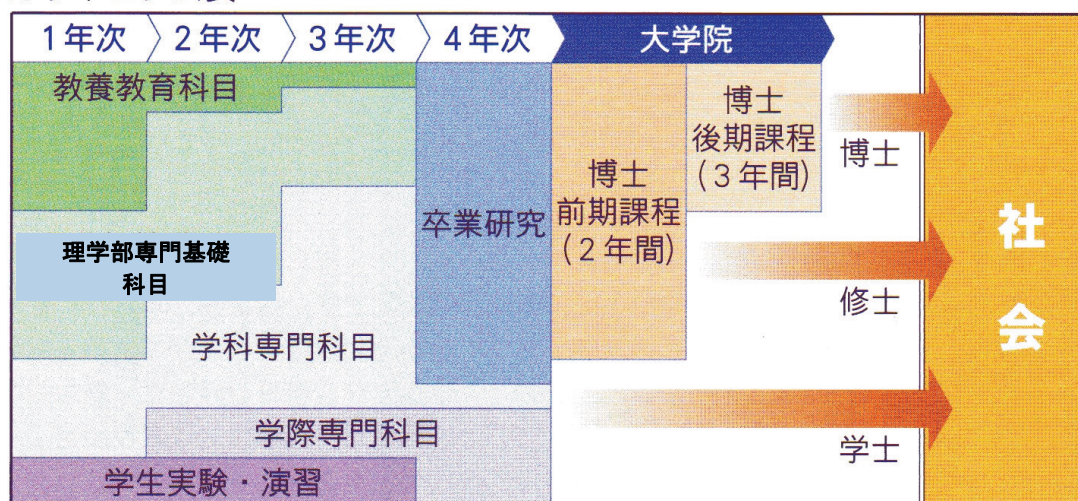 1年次
2年次
3年次
4年次
大学院
教養教育科目
理学部専門基礎
科目
学科専門科目
学際専門科目
学生実験・演習
卒業研究
博士
前期課程
(2年間)
博士
後期課程
(3年間)
博士
修士
学士
社
会